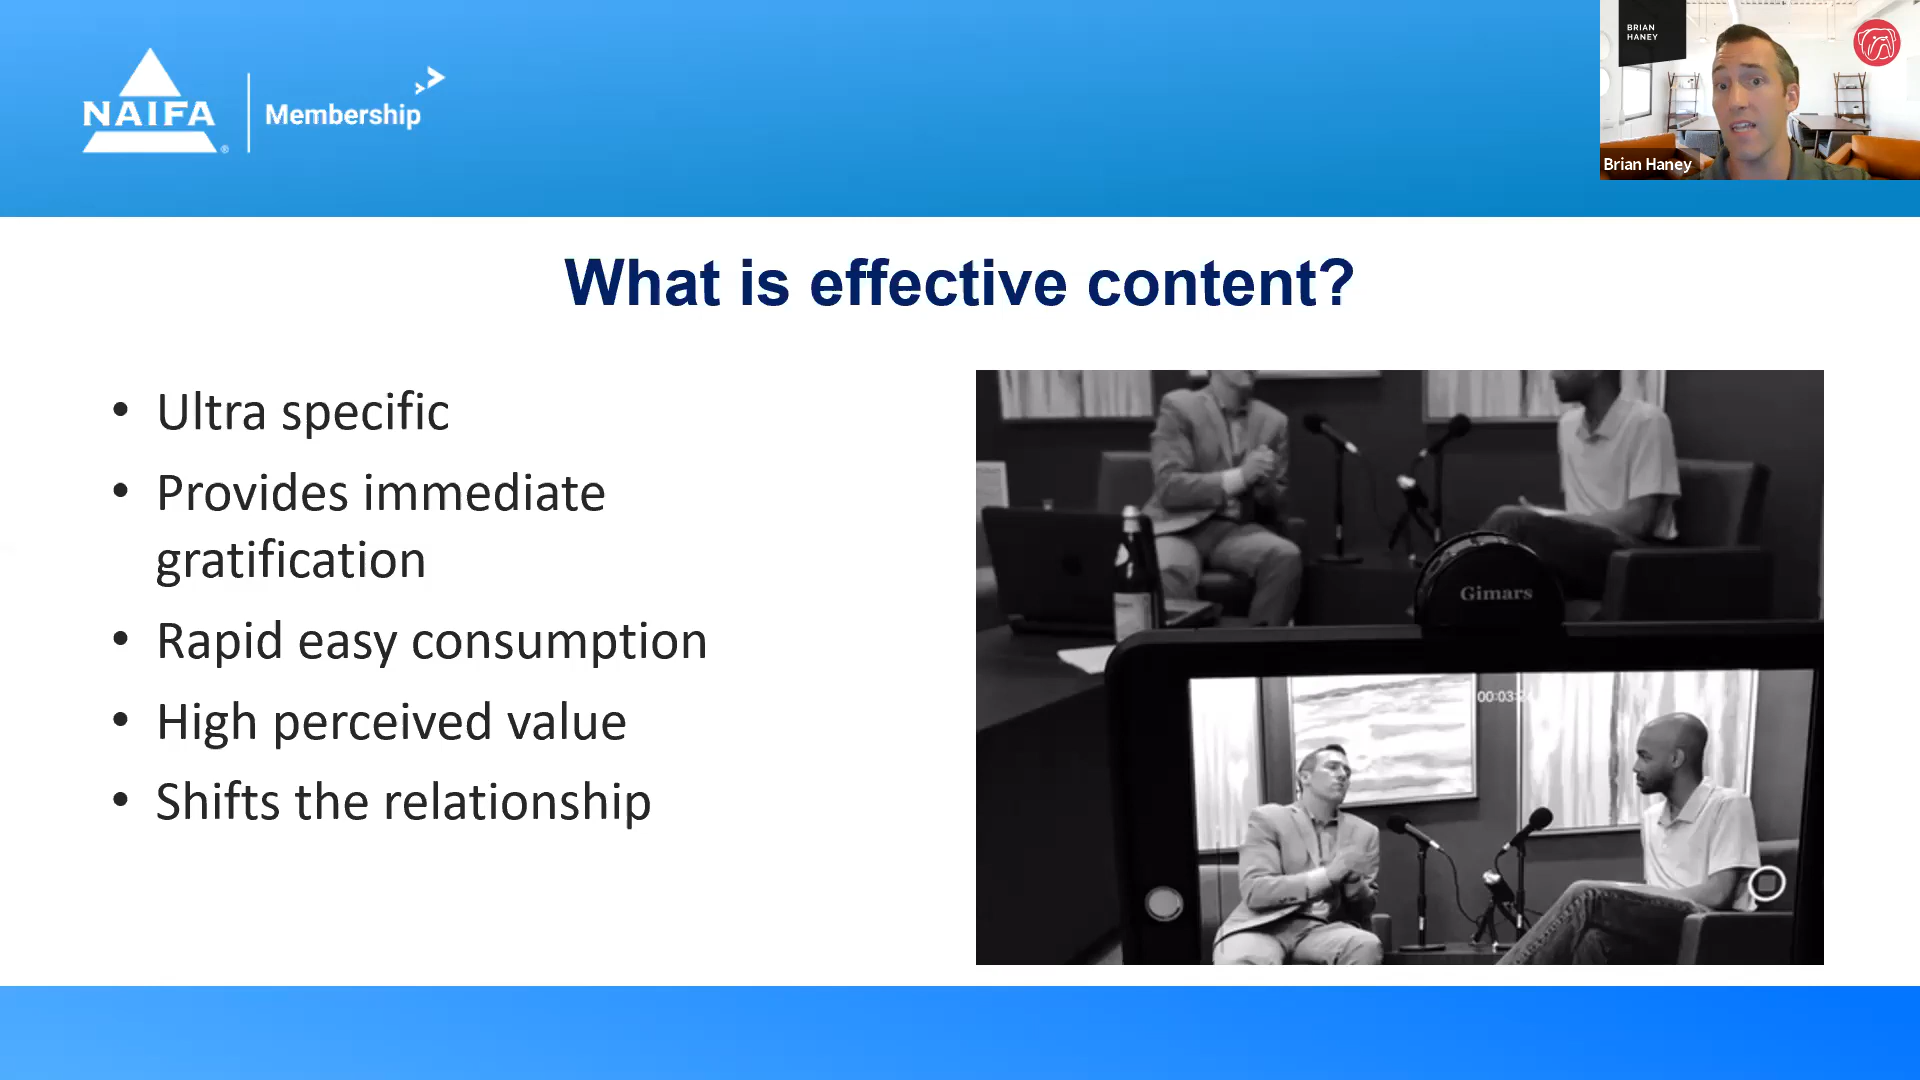 NAIFA
®
Membership
BRIAN
HANEY
Brian Haney
What is effective content?
• Ultra specific
• Provides immediate
gratification
• Rapid easy consumption
• High perceived value
• Shifts the relationship
Gimars